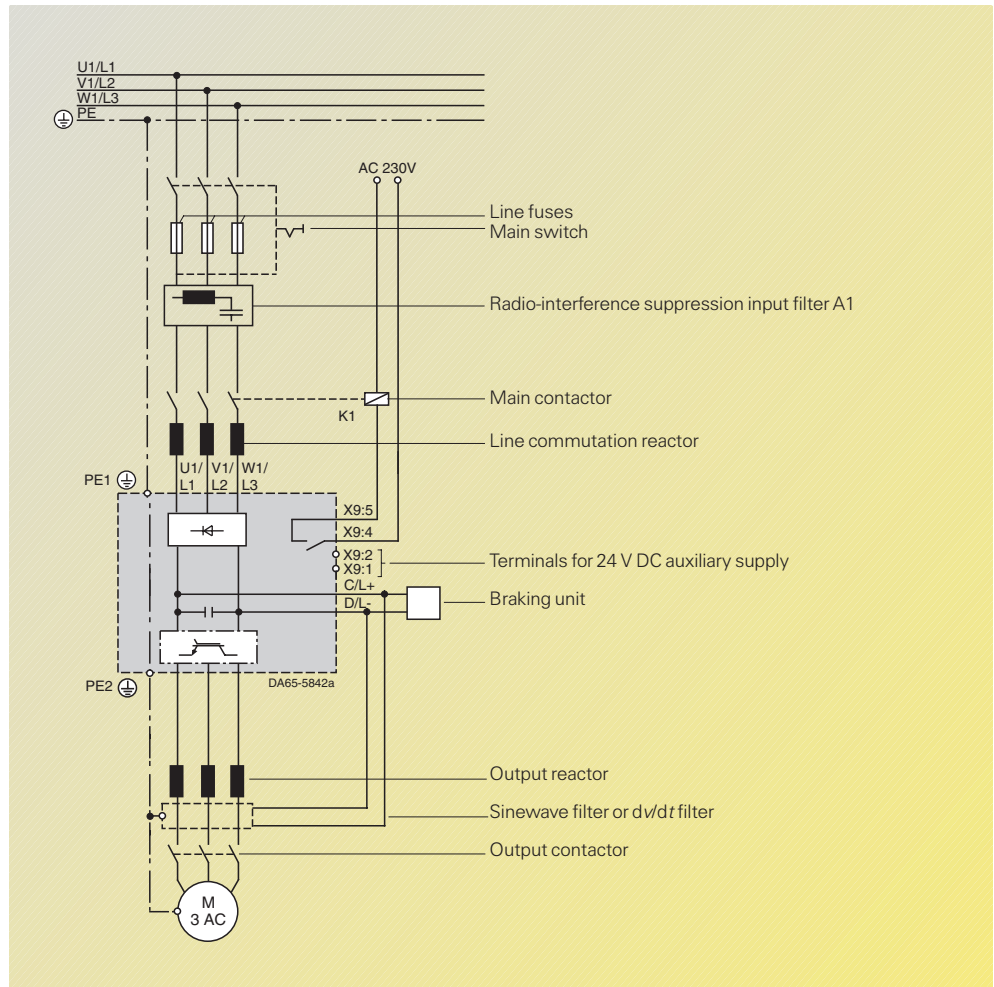 U1/L1
V1/L2
W1/L3
PE
AC 230V
Line fuses
Main switch
Radio-interference suppression input filter A1
Main contactor
K1
Line commutation reactor
U1/ V1/ W1/
L1 L2 L3
PE1
X9:5
X9:4
X9:2
X9:1
Terminals for 24 V DC auxiliary supply
C/L+
D/L-
Braking unit
PE2
DA65-5842a
Output reactor
Sinewave filter or dv/dt filter
Output contactor
M
3 AC